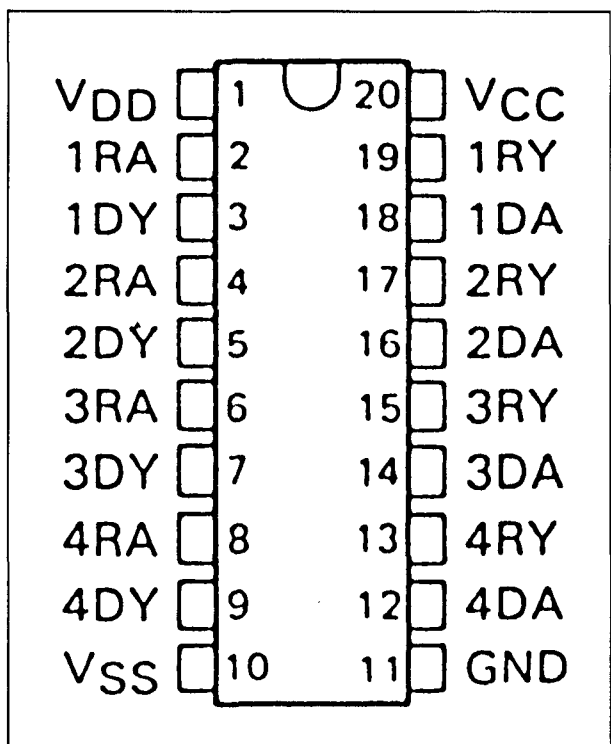 VDD 1 20 VCC
1RA 2 19 1RY
1DY 3 18 1DA
2RA 4 17 2RY
2DY 5 16 2DA
3RA 6 15 3RY
3DY 7 14 3DA
4RA 8 13 4RY
4DY 9 12 4DA
VSS 10 11 GND